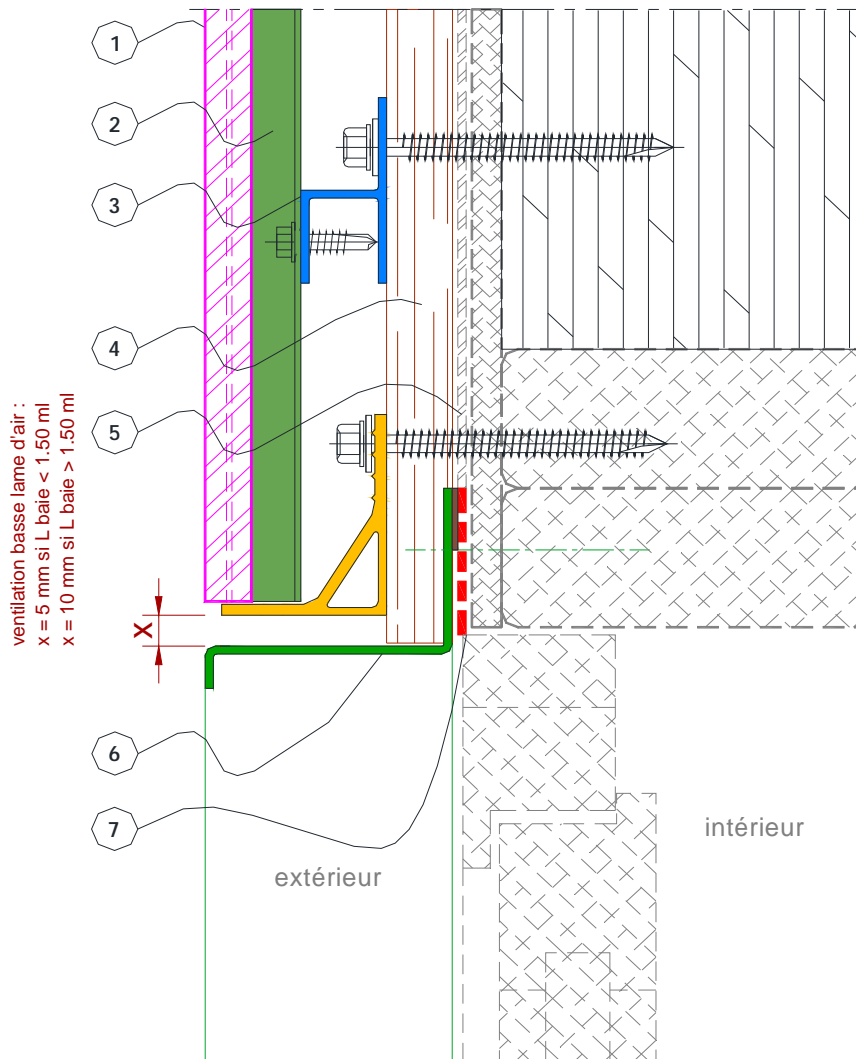 1
2
3
4
5
ventilation basse lame d'air :
x = 5 mm si L baie < 1.50 ml
x = 10 mm si L baie > 1.50 ml
X
6
7
extérieur
intérieur